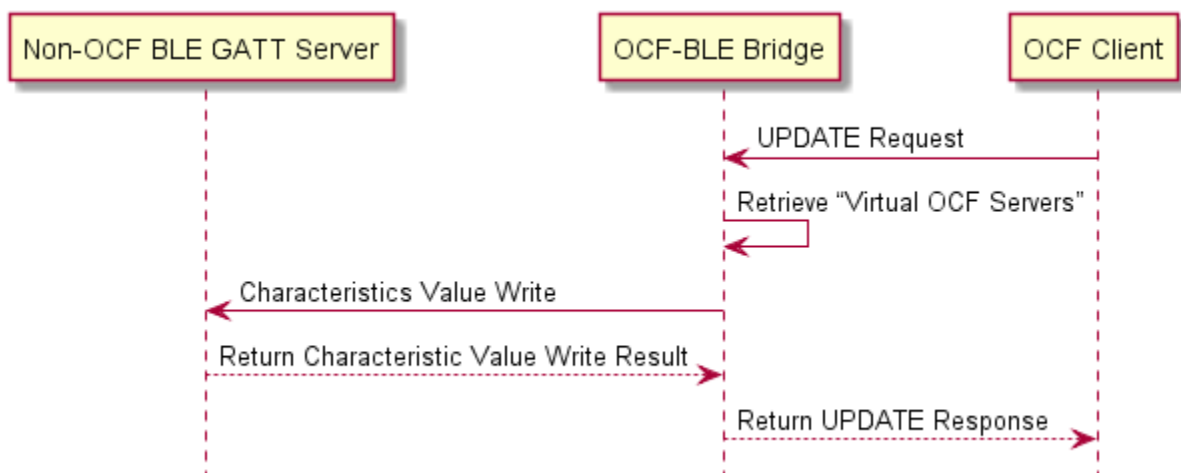 Non-OCF BLE GATT Server
OCF-BLE Bridge
OCF Client
UPDATE Request
Retrieve “Virtual OCF Servers”
Characteristics Value Write
Return Characteristic Value Write Result
Return UPDATE Response